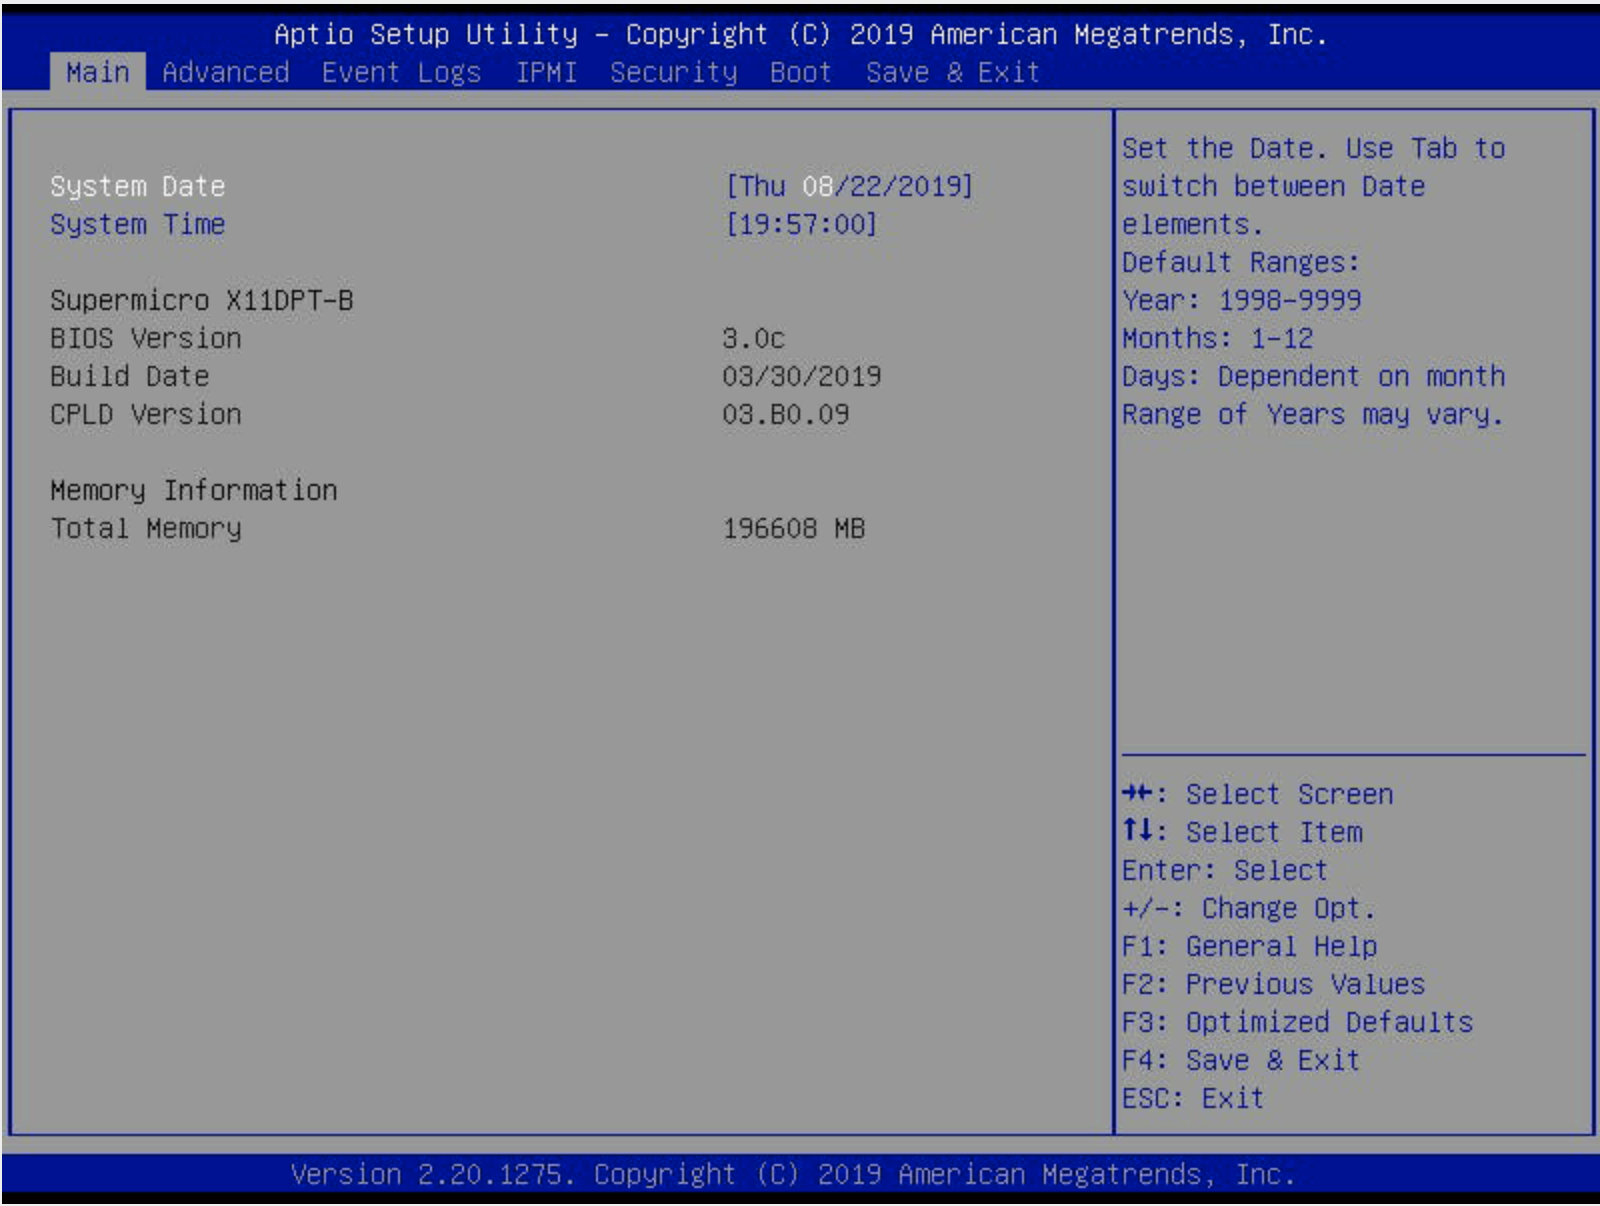 Aptio Setup Utility – Copyright (C) 2019 American Megatrends, Inc.
Main Advanced Event Logs IPMI Security Boot Save & Exit
System Date [Thu 08/22/2019]
System Time [19:57:00]
Supermicro X11DPT-B
BIOS Version 3.0c
Build Date 03/30/2019
CPLD Version 03.B0.09
Memory Information
Total Memory 196608 MB
Set the Date. Use Tab to
switch between Date
elements.
Default Ranges:
Year: 1998-9999
Months: 1-12
Days: Dependent on month
Range of Years may vary.
→←: Select Screen
↑↓: Select Item
Enter: Select
+/-: Change Opt.
F1: General Help
F2: Previous Values
F3: Optimized Defaults
F4: Save & Exit
ESC: Exit
Version 2.20.1275. Copyright (C) 2019 American Megatrends, Inc.